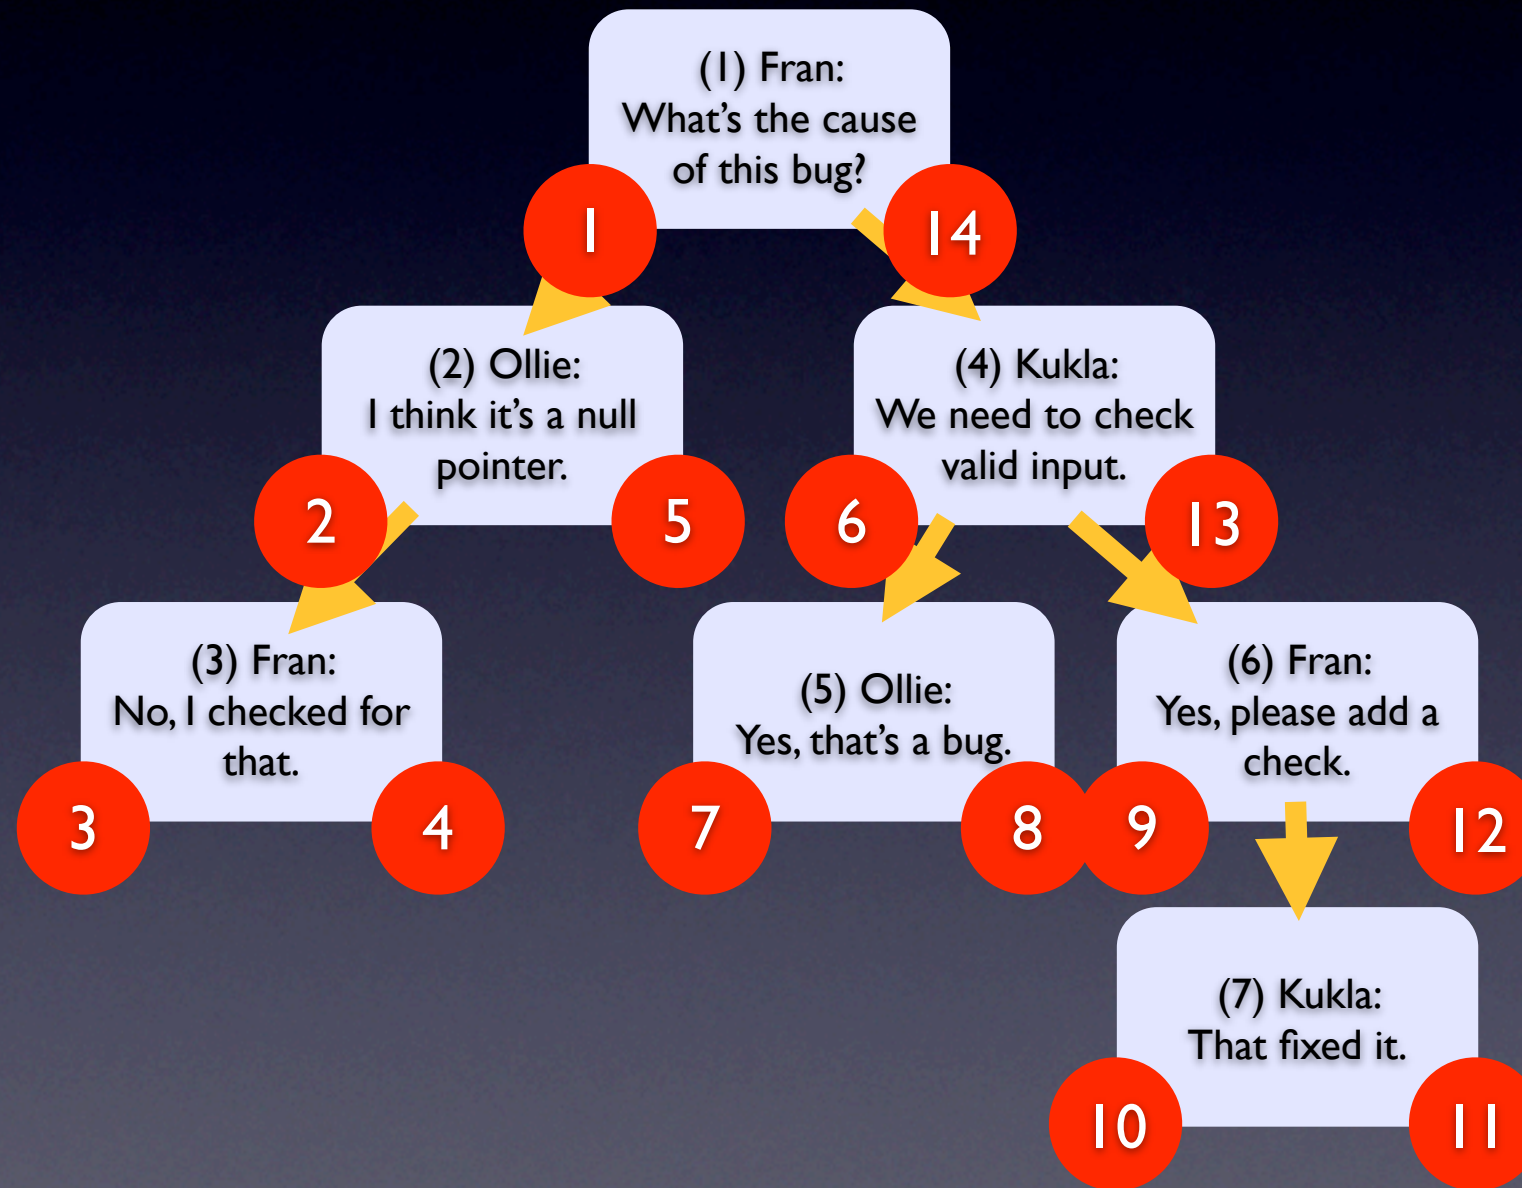 (1) Fran:
What's the cause
of this bug?
1
14
(2) Ollie:
I think it's a null
pointer.
2
5
(4) Kukla:
We need to check
valid input.
6
13
(3) Fran:
No, I checked for
that.
3
4
(5) Ollie:
Yes, that's a bug.
7
8
(6) Fran:
Yes, please add a
check.
9
12
(7) Kukla:
That fixed it.
10
11